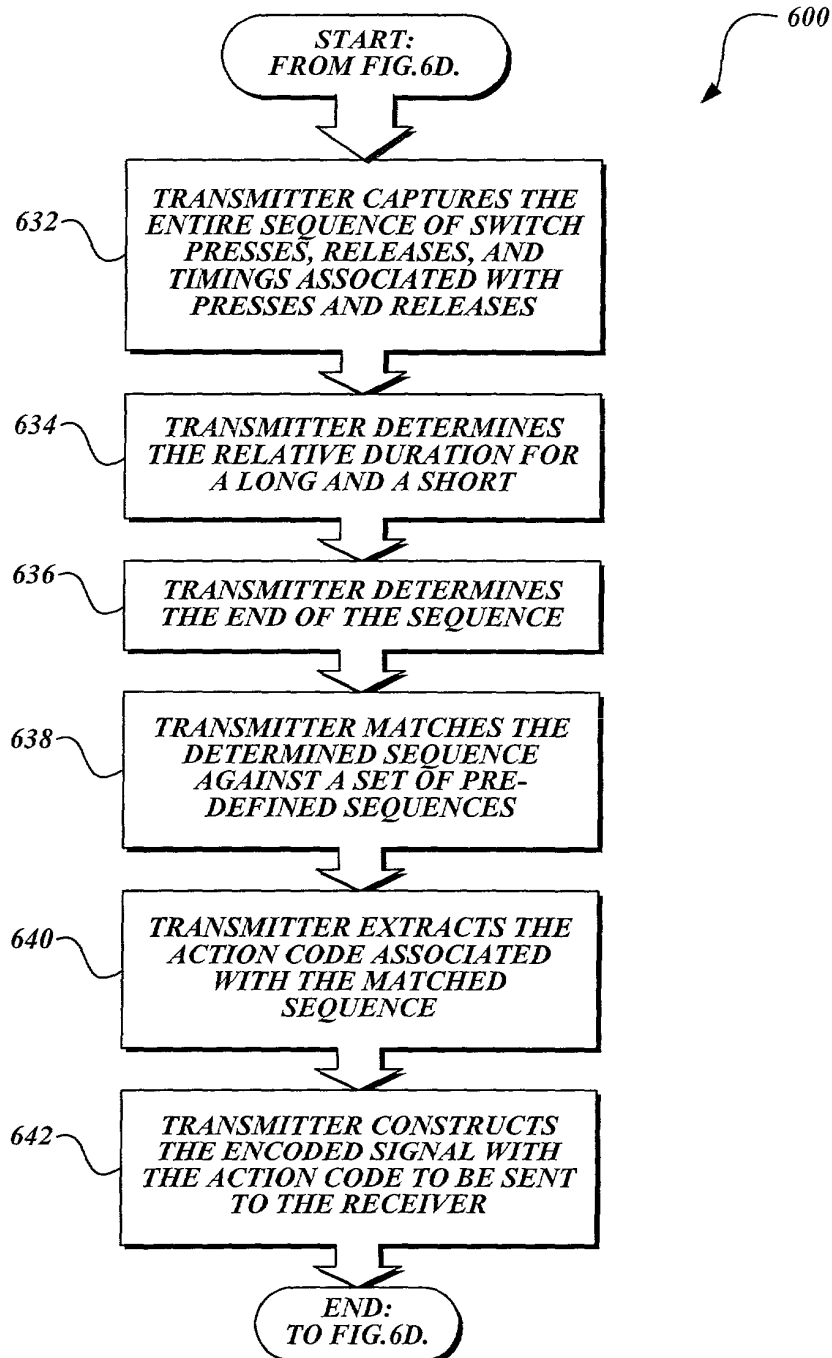 600
START:
FROM FIG.6D.
632
TRANSMITTER CAPTURES THE
ENTIRE SEQUENCE OF SWITCH
PRESSES, RELEASES, AND
TIMINGS ASSOCIATED WITH
PRESSES AND RELEASES
634
TRANSMITTER DETERMINES
THE RELATIVE DURATION FOR
A LONG AND A SHORT
636
TRANSMITTER DETERMINES
THE END OF THE SEQUENCE
638
TRANSMITTER MATCHES THE
DETERMINED SEQUENCE
AGAINST A SET OF PRE-
DEFINED SEQUENCES
640
TRANSMITTER EXTRACTS THE
ACTION CODE ASSOCIATED
WITH THE MATCHED
SEQUENCE
642
TRANSMITTER CONSTRUCTS
THE ENCODED SIGNAL WITH
THE ACTION CODE TO BE SENT
TO THE RECEIVER
END:
TO FIG.6D.